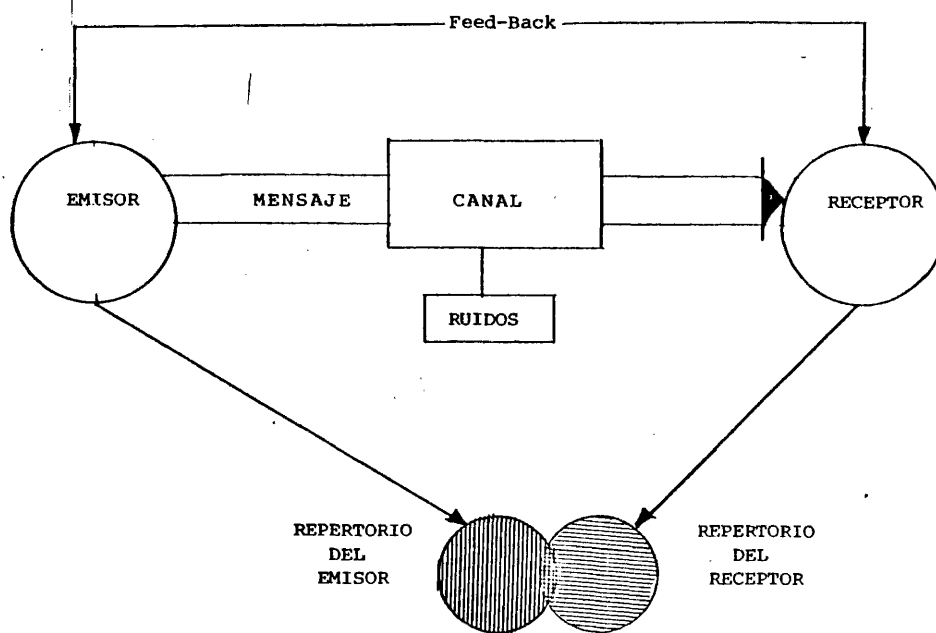 Feed-Back
EMISOR
MENSAJE
CANAL
RECEPTOR
RUIDOS
REPERTORIO
DEL
EMISOR
REPERTORIO
DEL
RECEPTOR